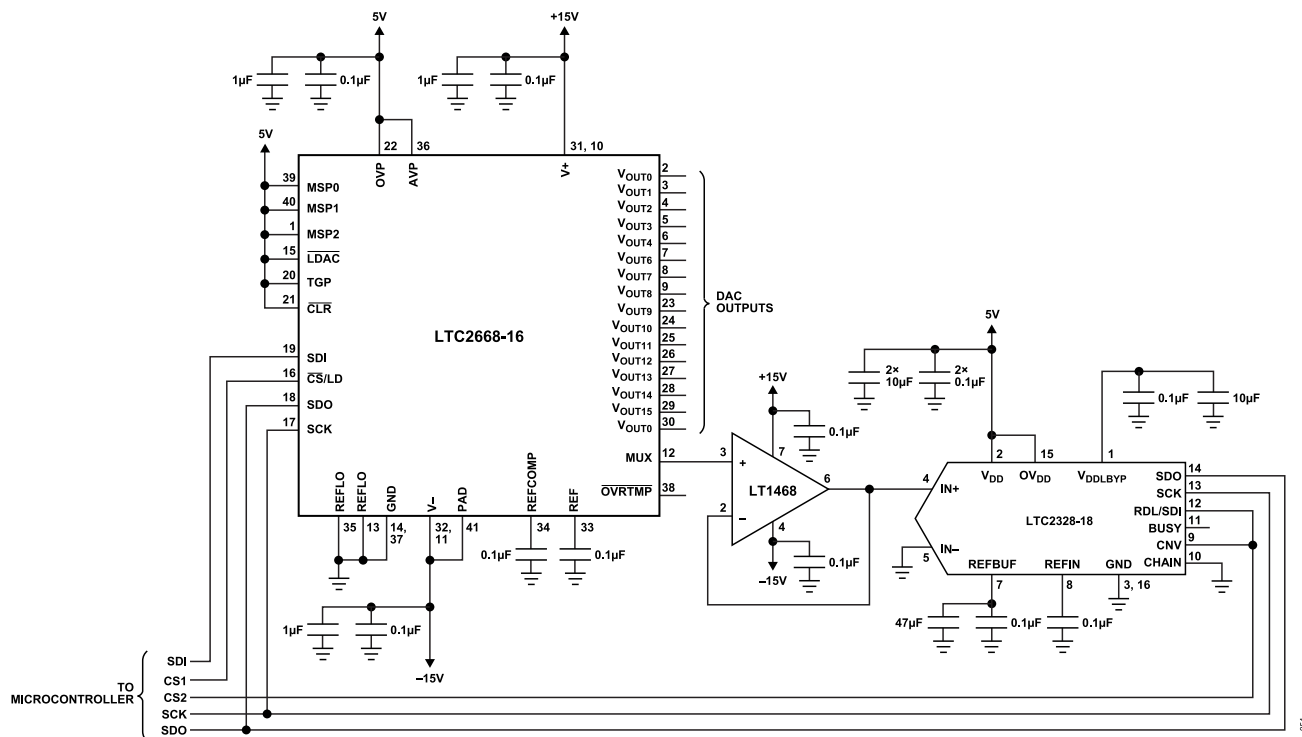 5V
+15V
1µF
0.1µF
1µF
0.1µF
5V
22
36
31, 10
OVP
AVP
V+
39
MSP0
40
MSP1
1
MSP2
15
LDAC
20
TGP
21
CLR
19
SDI
16
CS/LD
18
SDO
17
SCK
LTC2668-16
VOUT0
2
VOUT1
3
VOUT2
4
VOUT3
5
VOUT4
6
VOUT6
7
VOUT7
8
VOUT8
9
VOUT9
23
VOUT10
24
VOUT11
25
VOUT12
26
VOUT13
27
VOUT14
28
VOUT15
29
VOUT0
30
DAC
OUTPUTS
MUX
12
OVRTMP
38
REFLO
REFLO
GND
V–
PAD
REFCOMP
REF
35
13
14,
37
32,
11
41
34
33
0.1µF
0.1µF
1µF
0.1µF
–15V
+15V
0.1µF
3
+
7
LT1468
6
2
–
4
0.1µF
–15V
5V
2×
10µF
2×
0.1µF
0.1µF
10µF
2
15
1
VDD
OVDD
VDDLBYP
4
IN+
IN–
5
LTC2328-18
SDO
14
SCK
13
RDL/SDI
12
BUSY
11
CNV
9
CHAIN
10
REFBUF
REFIN
GND
7
8
3, 16
47µF
0.1µF
0.1µF
TO
MICROCONTROLLER
SDI
CS1
CS2
SCK
SDO